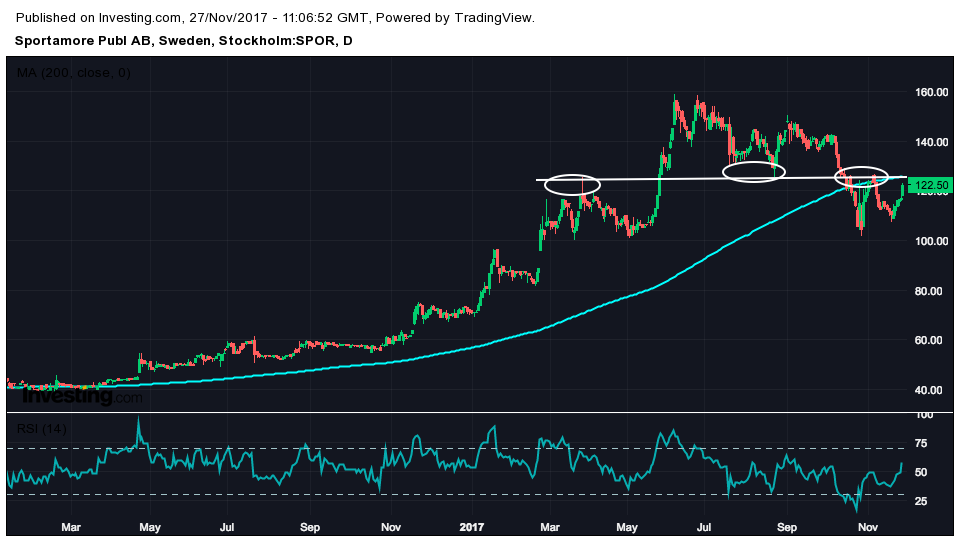 Published on Investing.com, 27/Nov/2017 - 11:06:52 GMT, Powered by TradingView.
Sportamore Publ AB, Sweden, Stockholm:SPOR, D
MA (200, close, 0)
160.00
140.00
122.50
120.00
100.00
80.00
60.00
40.00
Investing.com
100
RSI (14)
75
50
25
Mar May Jul Sep Nov 2017 Mar May Jul Sep Nov